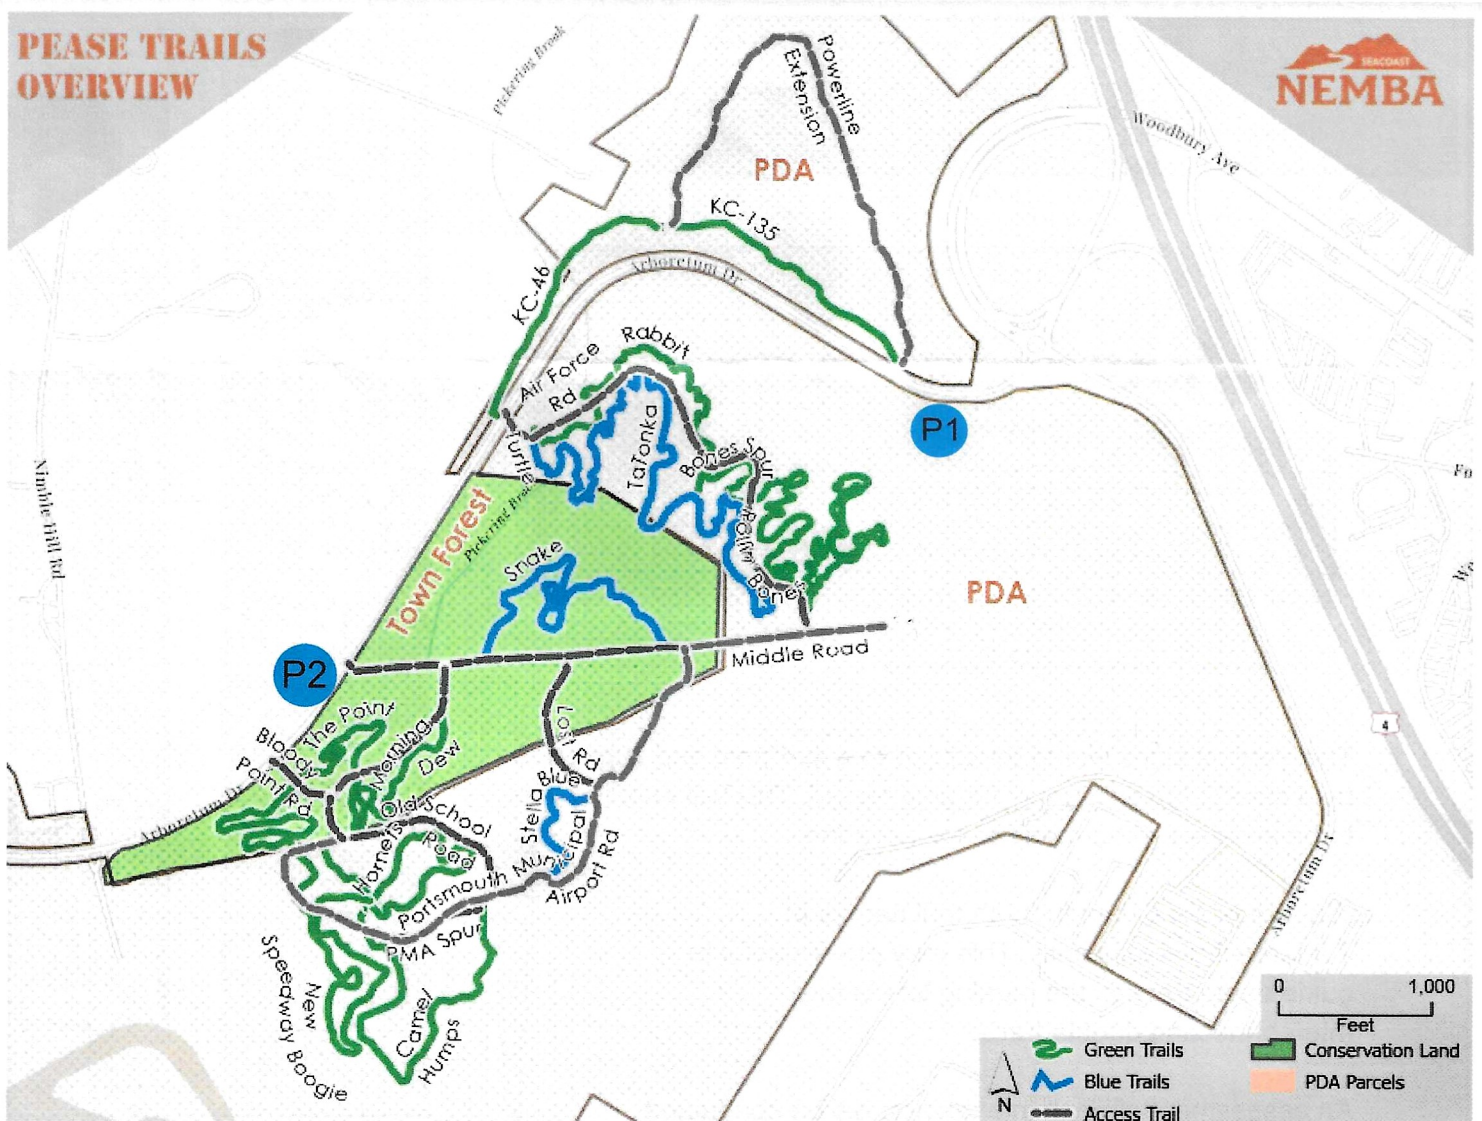 PEASE TRAILS
OVERVIEW
SEACOAST
NEMBA
Pickering Brook
Powerline
Extension
Woodbury Ave
PDA
KC-135
Arboretum Dr
KC-46
Rabbit
Air Force
Rd
P1
Turtle
TaTonka
Bones Spur
Nimble Hill Rd
Town Forest
Pickering Brook
Rollin
Bones
Snake
PDA
Middle Road
P2
4
The Point
Bloody
Point Rd
Morning
Dew
Lost Rd
Arboretum Dr
Old School
Road
Hornets
Stella
Blue
Portsmouth Municipal
Airport Rd
PMA Spur
Arboretum Dr
New
Speedway Boogie
Camel
Humps
0 1,000
Feet
N
Green Trails
Blue Trails
Access Trail
Conservation Land
PDA Parcels